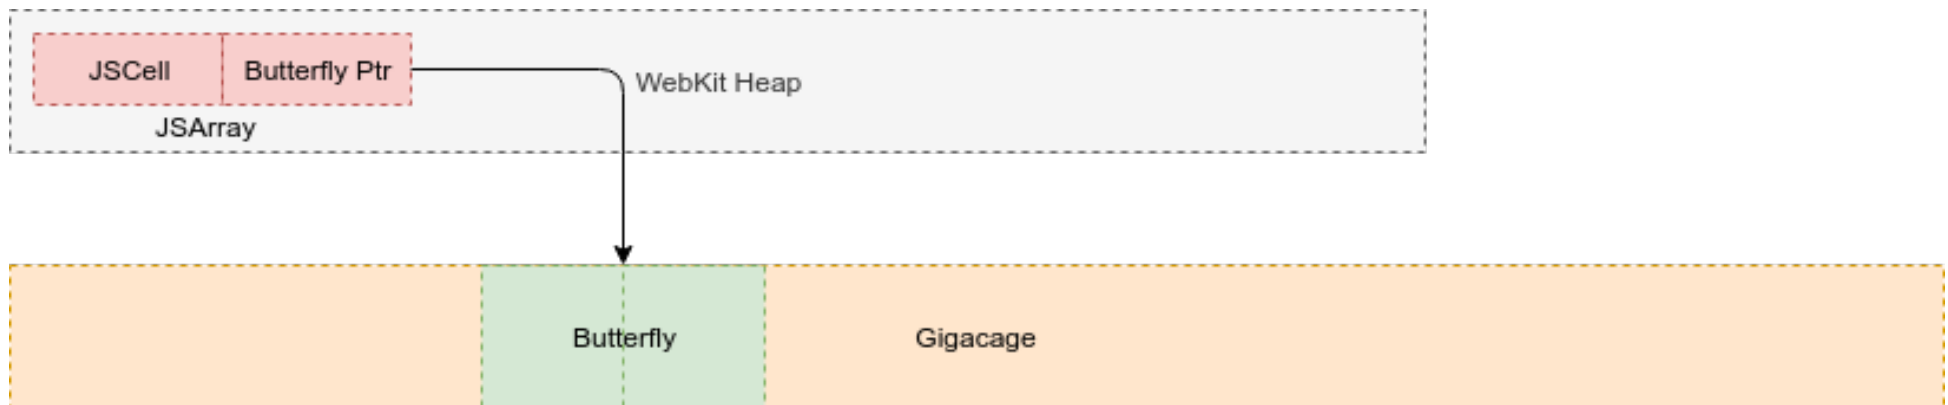 JSCell
Butterfly Ptr
WebKit Heap
JSArray
Butterfly
Gigacage